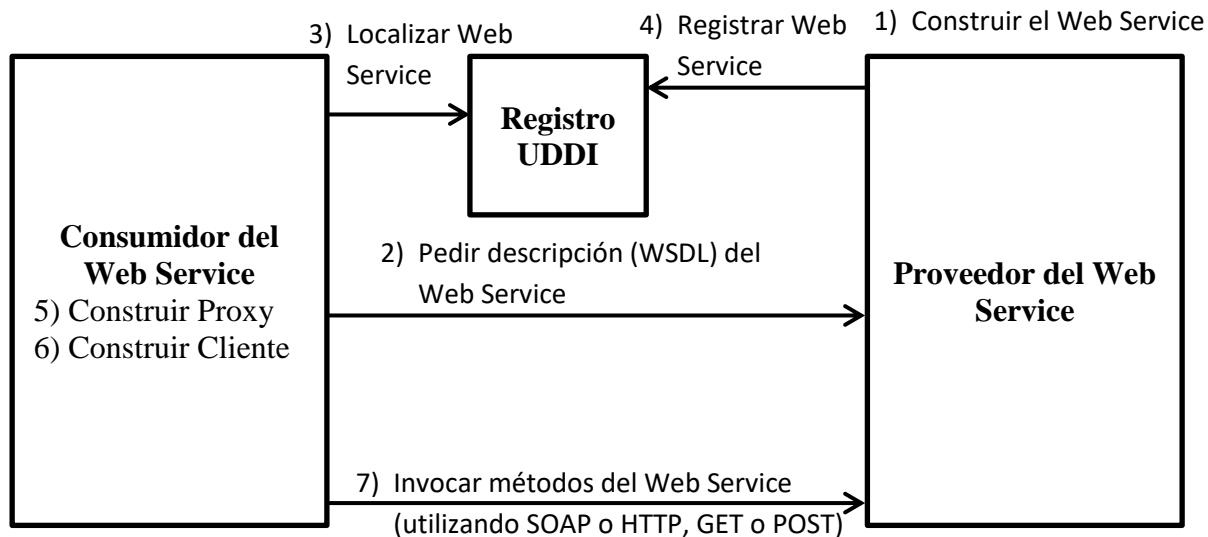 3) Localizar Web
Service
4) Registrar Web
Service
1) Construir el Web Service
Registro
UDDI
Consumidor del
Web Service
5) Construir Proxy
6) Construir Cliente
2) Pedir descripción (WSDL) del
Web Service
Proveedor del Web
Service
7) Invocar métodos del Web Service
(utilizando SOAP o HTTP, GET o POST)